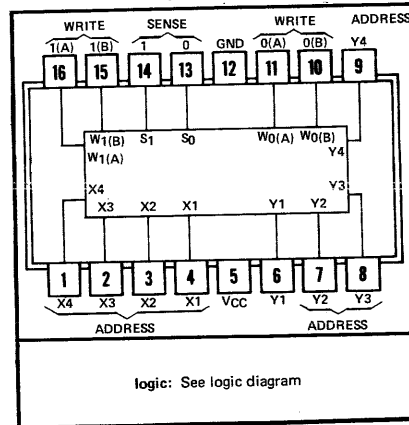 WRITE SENSE WRITE ADDRESS
1(A) 1(B) 1 0 GND 0(A) 0(B) Y4
16 15 14 13 12 11 10 9
W1(B) S1 S0 W0(A) W0(B)
W1(A) Y4
X4 Y3
X3 X2 X1 Y1 Y2
1 2 3 4 5 6 7 8
X4 X3 X2 X1 VCC Y1 Y2 Y3
ADDRESS ADDRESS
logic: See logic diagram